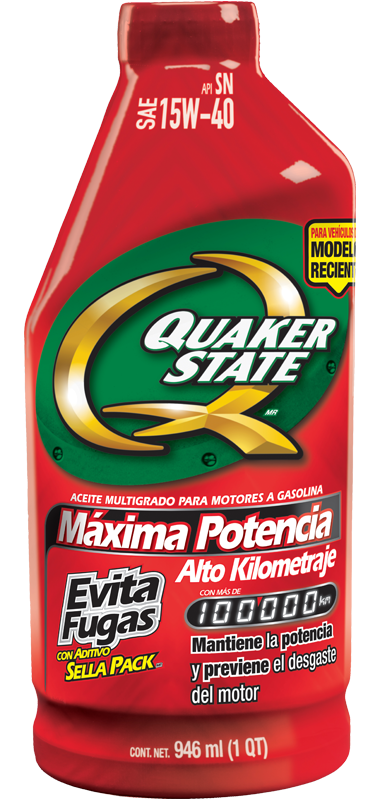 API SN
SAE 15W-40
PARA VEHÍCULOS
MODEL
RECIENT
QUAKER
STATE
MR
ACEITE MULTIGRADO PARA MOTORES A GASOLINA
Máxima Potencia
Alto Kilometraje
CON MÁS DE
100000 km
Evita
Fugas
CON ADITIVO
SELLA PACK
Mantiene la potencia
y previene el desgaste
del motor
CONT. NET. 946 ml (1 QT)